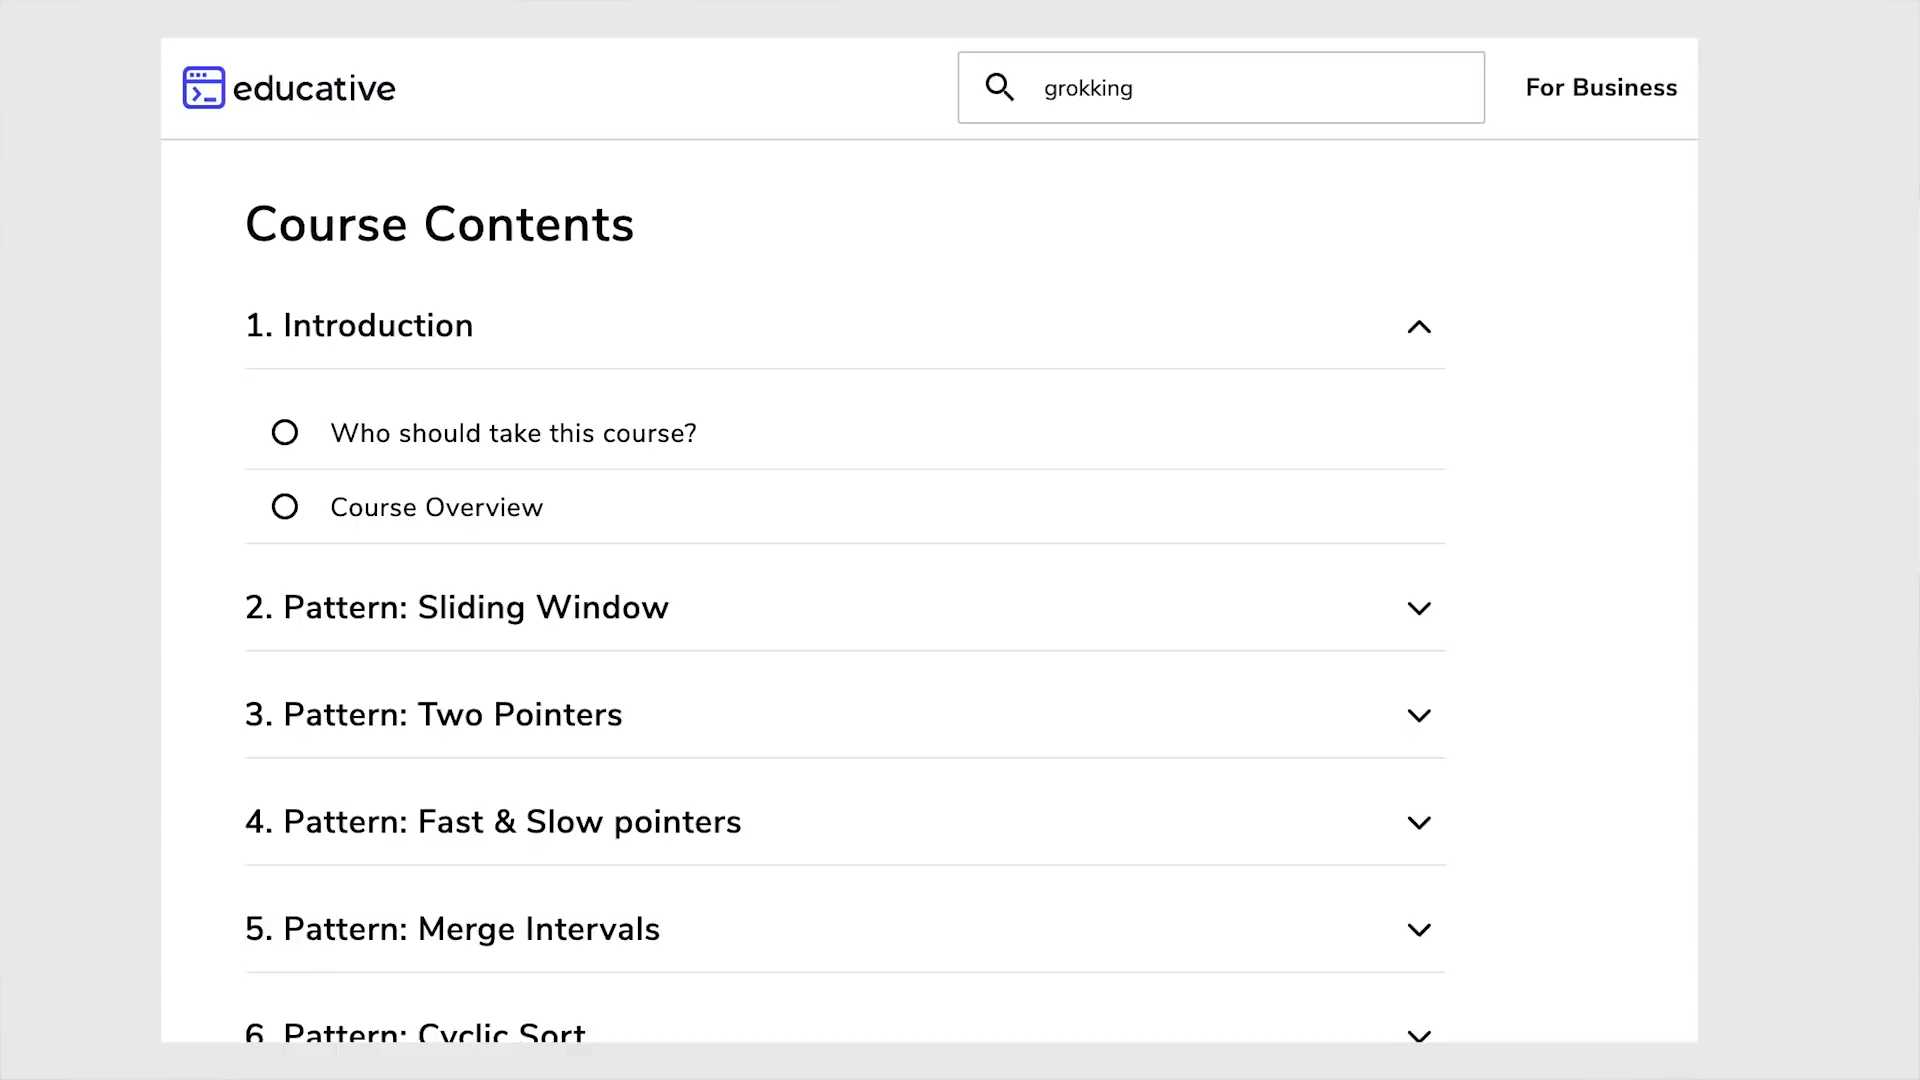 educative
grokking
For Business
Course Contents
1. Introduction
Who should take this course?
Course Overview
2. Pattern: Sliding Window
3. Pattern: Two Pointers
4. Pattern: Fast & Slow pointers
5. Pattern: Merge Intervals
6. Pattern: Cyclic Sort